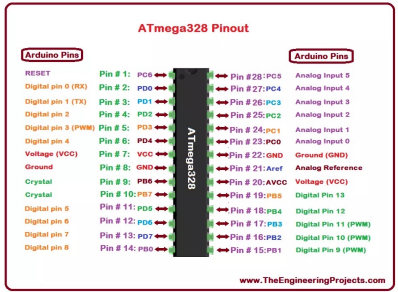 ATmega328 Pinout
Arduino Pins
RESET Pin # 1: PC6
Digital pin 0 (RX) Pin # 2: PD0
Digital pin 1 (TX) Pin # 3: PD1
Digital pin 2 Pin # 4: PD2
Digital pin 3 (PWM) Pin # 5: PD3
Digital pin 4 Pin # 6: PD4
Voltage (VCC) Pin # 7: VCC
Ground Pin # 8: GND
Crystal Pin # 9: PB6
Crystal Pin # 10: PB7
Digital pin 5 Pin # 11: PD5
Digital pin 6 Pin # 12: PD6
Digital pin 7 Pin # 13: PD7
Digital pin 8 Pin # 14: PB0
ATmega328
Arduino Pins
Pin #28: PC5 Analog Input 5
Pin #27: PC4 Analog Input 4
Pin #26: PC3 Analog Input 3
Pin #25: PC2 Analog Input 2
Pin #24: PC1 Analog Input 1
Pin #23: PC0 Analog Input 0
Pin #22: GND Ground (GND)
Pin #21: Aref Analog Reference
Pin #20: AVCC Voltage (VCC)
Pin #19: PB5 Digital Pin 13
Pin #18: PB4 Digital Pin 12
Pin #17: PB3 Digital Pin 11 (PWM)
Pin #16: PB2 Digital Pin 10 (PWM)
Pin #15: PB1 Digital Pin 9 (PWM)
www.TheEngineeringProjects.com